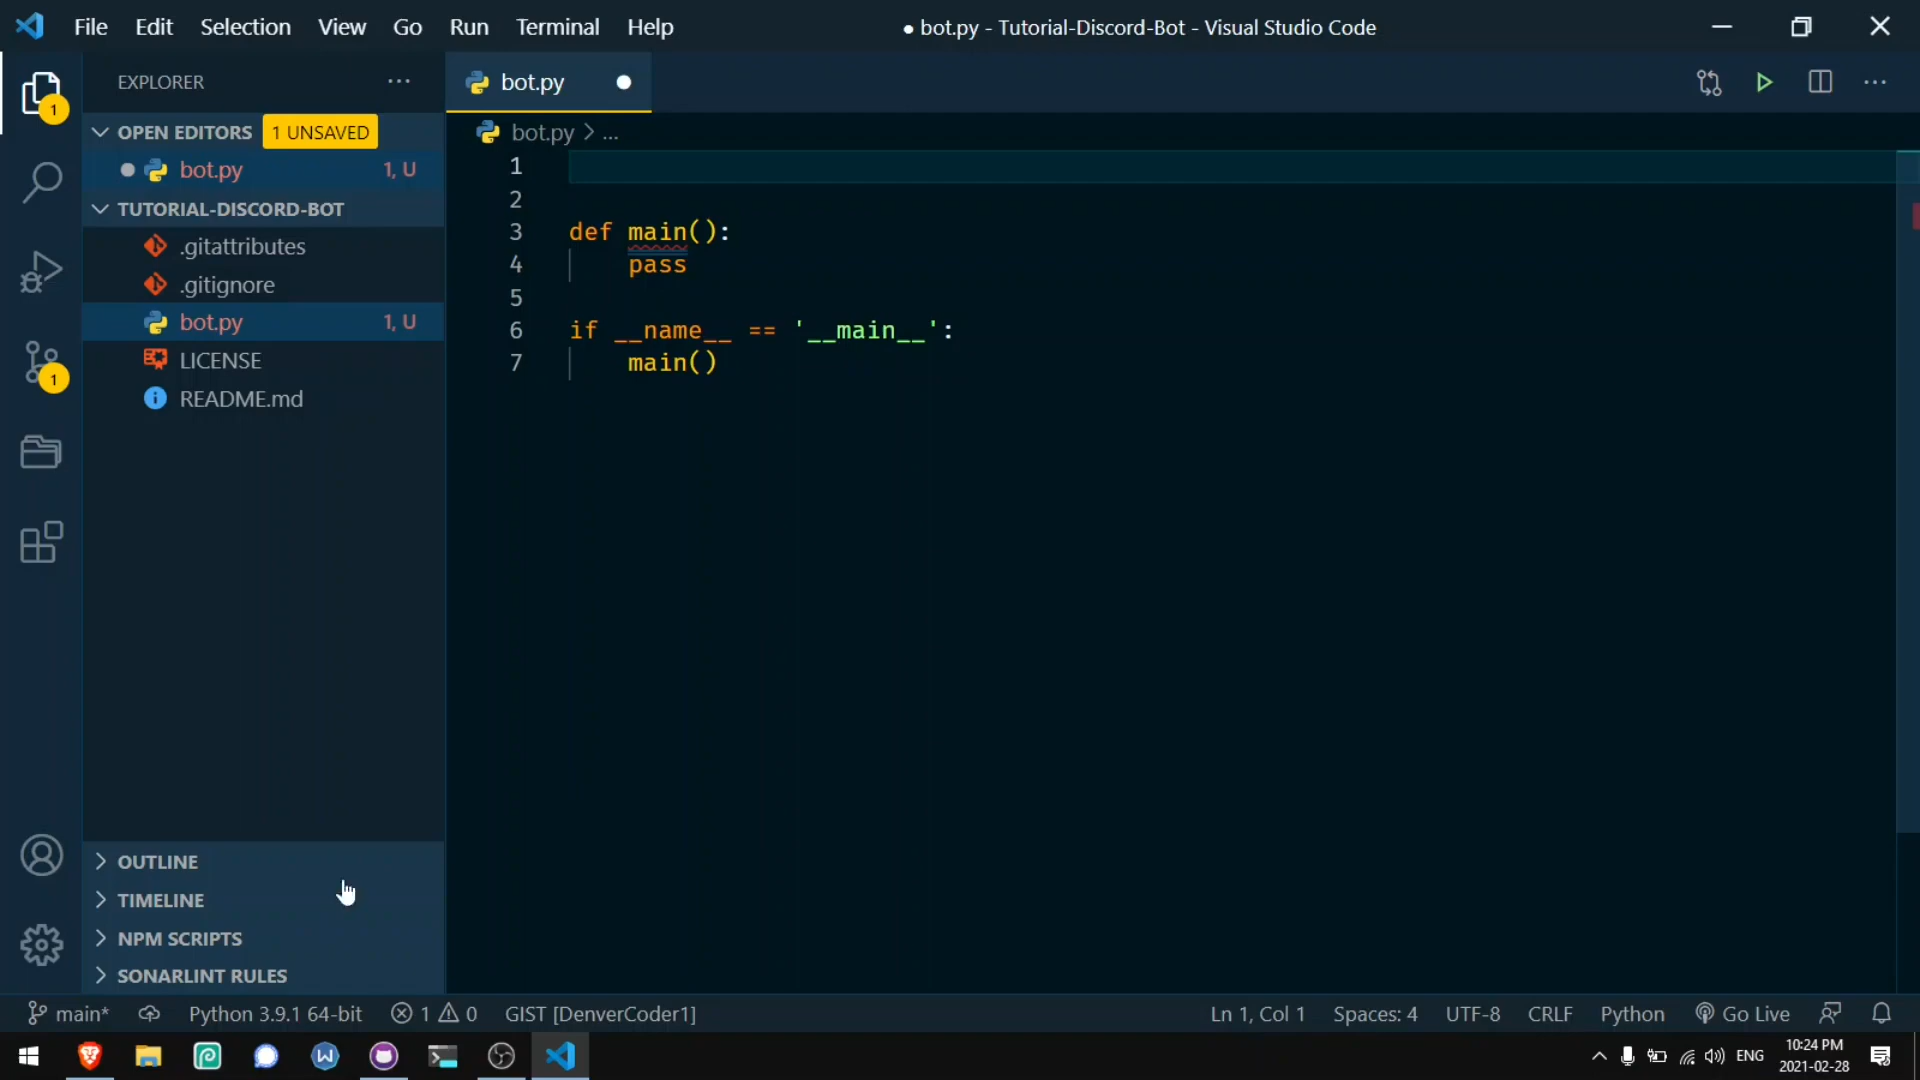 File Edit Selection View Go Run Terminal Help
● bot.py - Tutorial-Discord-Bot - Visual Studio Code
EXPLORER
1
OPEN EDITORS 1 UNSAVED
bot.py 1, U
TUTORIAL-DISCORD-BOT
.gitattributes
.gitignore
bot.py 1, U
LICENSE
README.md
1
OUTLINE
TIMELINE
NPM SCRIPTS
SONARLINT RULES
bot.py
bot.py > ...
1
2
3 def main():
4 pass
5
6 if __name__ == '__main__':
7 main()
main* Python 3.9.1 64-bit 1 0 GIST [DenverCoder1] Ln 1, Col 1 Spaces: 4 UTF-8 CRLF Python Go Live
ENG 10:24 PM
2021-02-28